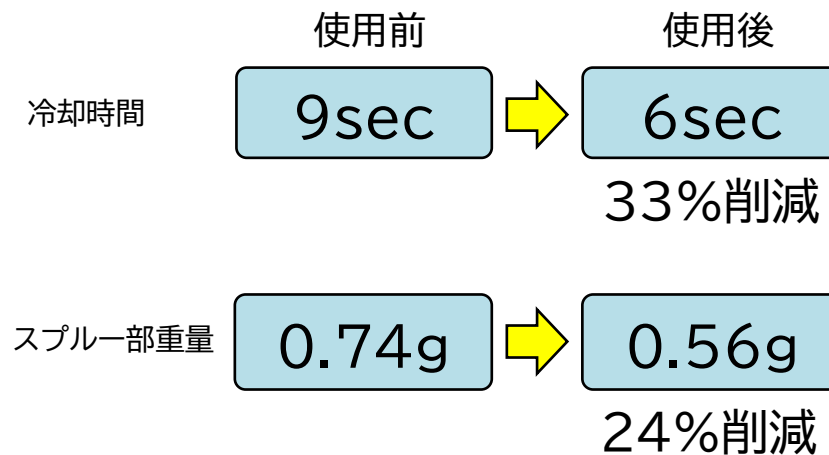 使用前 使用後
冷却時間 9sec 6sec
33%削減
スプルー部重量 0.74g 0.56g
24%削減